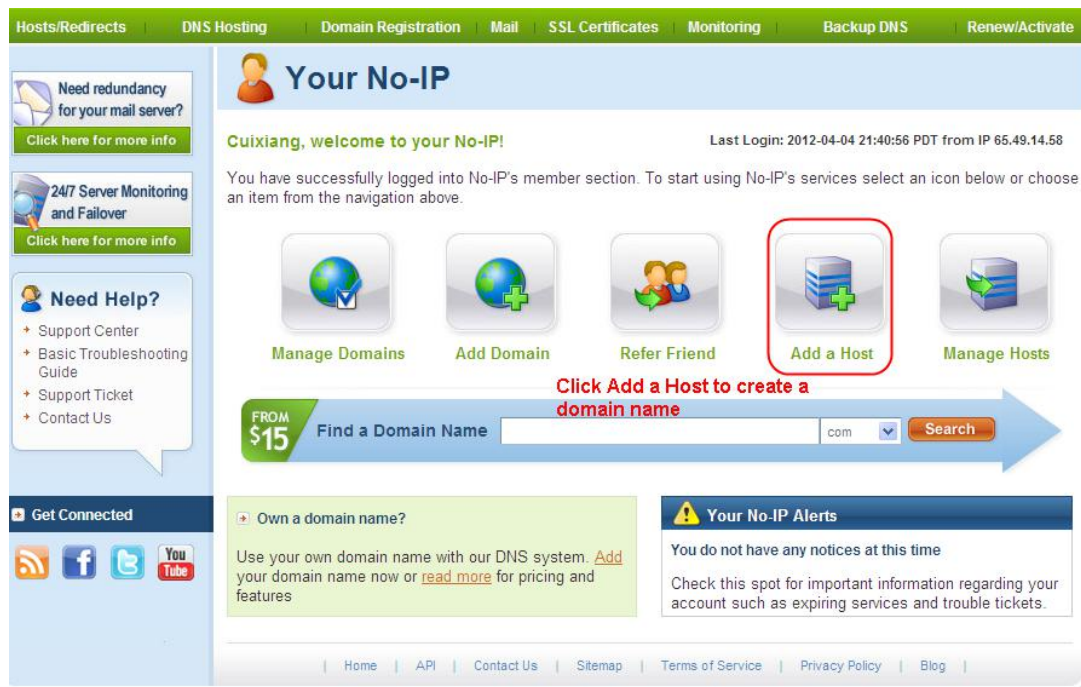 Hosts/Redirects DNS Hosting Domain Registration Mail SSL Certificates Monitoring Backup DNS Renew/Activate
Need redundancy
for your mail server?
Click here for more info
24/7 Server Monitoring
and Failover
Click here for more info
Need Help?
Support Center
Basic Troubleshooting
Guide
Support Ticket
Contact Us
Get Connected
You
Tube
Your No-IP
Cuixiang, welcome to your No-IP! Last Login: 2012-04-04 21:40:56 PDT from IP 65.49.14.58
You have successfully logged into No-IP's member section. To start using No-IP's services select an icon below or choose
an item from the navigation above.
Manage Domains Add Domain Refer Friend Add a Host Manage Hosts
Click Add a Host to create a
domain name
FROM
$15
Find a Domain Name com Search
Own a domain name?
Use your own domain name with our DNS system. Add
your domain name now or read more for pricing and
features
Your No-IP Alerts
You do not have any notices at this time
Check this spot for important information regarding your
account such as expiring services and trouble tickets.
| Home | API | Contact Us | Sitemap | Terms of Service | Privacy Policy | Blog |